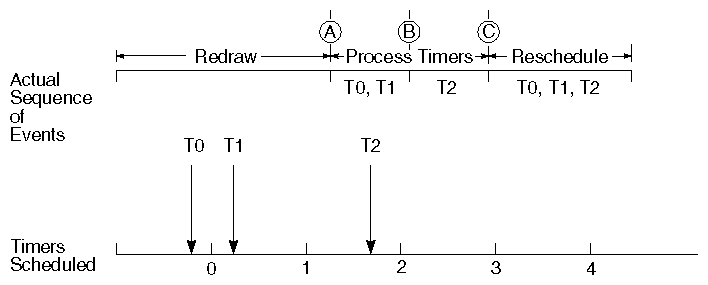 A B C
Redraw Process Timers Reschedule
Actual
Sequence
of
Events
T0, T1 T2 T0, T1, T2
T0 T1 T2
Timers
Scheduled
0 1 2 3 4